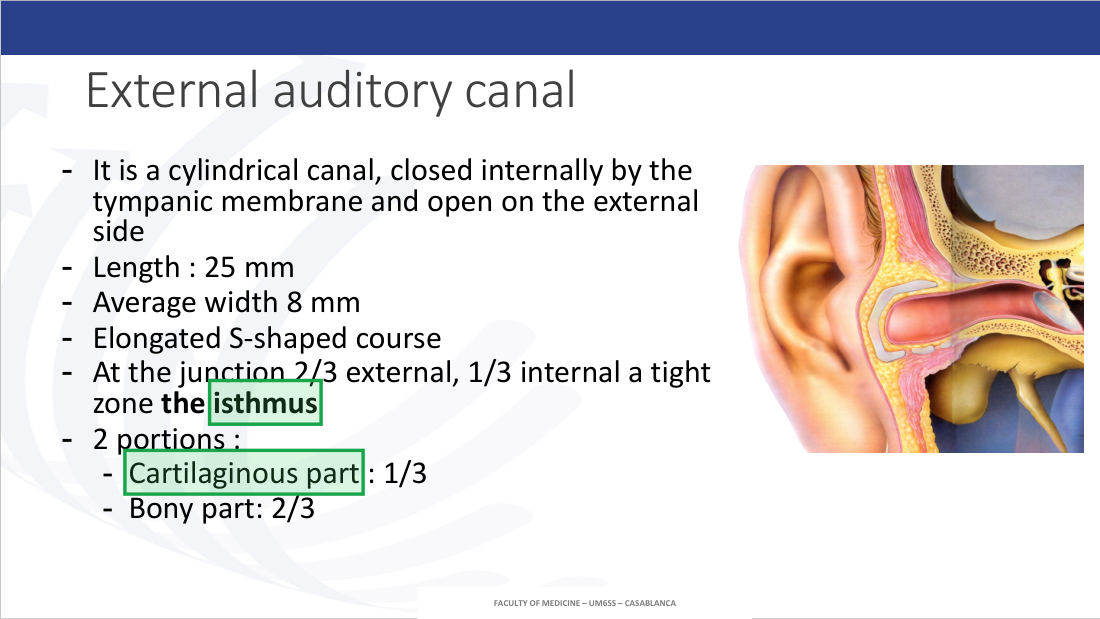 External auditory canal
- It is a cylindrical canal, closed internally by the
tympanic membrane and open on the external
side
- Length : 25 mm
- Average width 8 mm
- Elongated S-shaped course
- At the junction 2/3 external, 1/3 internal a tight
zone the isthmus
- 2 portions :
- Cartilaginous part : 1/3
- Bony part: 2/3
FACULTY OF MEDICINE – UM6SS – CASABLANCA